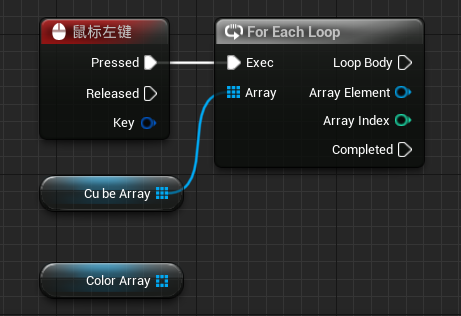 鼠标左键
Pressed
Released
Key
For Each Loop
Exec
Loop Body
Array
Array Element
Array Index
Completed
Cu be Array
Color Array